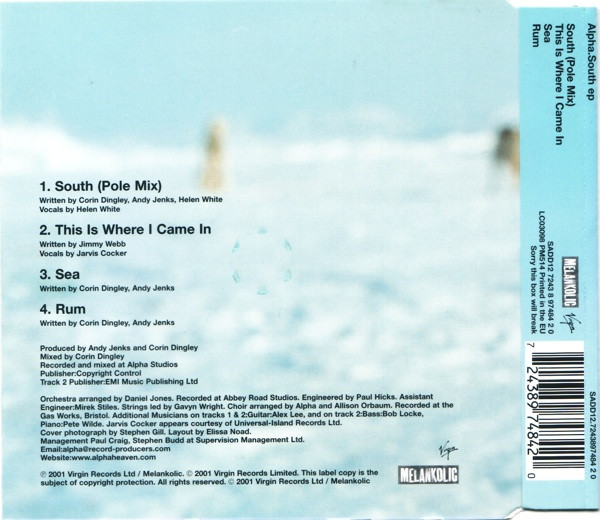 1. South (Pole Mix)
Written by Corin Dingley, Andy Jenks, Helen White
Vocals by Helen White
2. This Is Where I Came In
Written by Jimmy Webb
Vocals by Jarvis Cocker
3. Sea
Written by Corin Dingley, Andy Jenks
4. Rum
Written by Corin Dingley, Andy Jenks
Produced by Andy Jenks and Corin Dingley
Mixed by Corin Dingley
Recorded and mixed at Alpha Studios
Publisher:Copyright Control
Track 2 Publisher:EMI Music Publishing Ltd
Orchestra arranged by Daniel Jones. Recorded at Abbey Road Studios. Engineered by Paul Hicks. Assistant
Engineer:Mirek Stiles. Strings led by Gavyn Wright. Choir arranged by Alpha and Allison Orbaum. Recorded at the
Gas Works, Bristol. Additional Musicians on tracks 1 & 2:Guitar:Alex Lee, and on track 2:Bass:Bob Locke,
Piano:Pete Wilde. Jarvis Cocker appears courtesy of Universal-Island Records Ltd.
Cover photograph by Stephen Gill. Layout by Elissa Noad.
Management Paul Craig, Stephen Budd at Supervision Management Ltd.
Email:alpha@record-producers.com
Website:www.alphaheaven.com
℗ 2001 Virgin Records Ltd / Melankolic. © 2001 Virgin Records Limited. This label copy is the
subject of copyright protection. All rights reserved. © 2001 Virgin Records Ltd / Melankolic
Virgin
MELANKOLIC
Alpha.South ep
South (Pole Mix)
This Is Where I Came In
Sea
Rum
MELANKOLIC
Virgin
SADD12 7243 8 97484 2 0
LC03098 PM514 Printed in the EU
Sorry this box will break
SADD12.7243897484 2 0
7 24389 74842 0